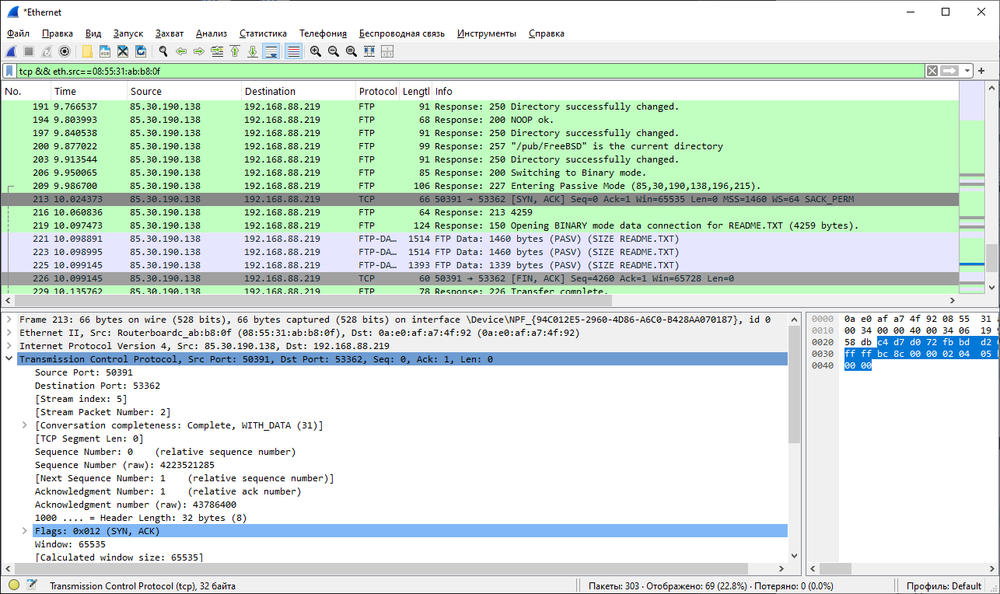 *Ethernet
Файл Правка Вид Запуск Захват Анализ Статистика Телефония Беспроводная связь Инструменты Справка
tcp && eth.src==08:55:31:ab:b8:0f
No. Time Source Destination Protocol Lengtl Info
191 9.766537 85.30.190.138 192.168.88.219 FTP 91 Response: 250 Directory successfully changed.
194 9.803993 85.30.190.138 192.168.88.219 FTP 68 Response: 200 NOOP ok.
197 9.840538 85.30.190.138 192.168.88.219 FTP 91 Response: 250 Directory successfully changed.
200 9.877022 85.30.190.138 192.168.88.219 FTP 99 Response: 257 "/pub/FreeBSD" is the current directory
203 9.913544 85.30.190.138 192.168.88.219 FTP 91 Response: 250 Directory successfully changed.
206 9.950065 85.30.190.138 192.168.88.219 FTP 85 Response: 200 Switching to Binary mode.
209 9.986700 85.30.190.138 192.168.88.219 FTP 106 Response: 227 Entering Passive Mode (85,30,190,138,196,215).
213 10.024373 85.30.190.138 192.168.88.219 TCP 66 50391 → 53362 [SYN, ACK] Seq=0 Ack=1 Win=65535 Len=0 MSS=1460 WS=64 SACK_PERM
216 10.060836 85.30.190.138 192.168.88.219 FTP 64 Response: 213 4259
219 10.097473 85.30.190.138 192.168.88.219 FTP 124 Response: 150 Opening BINARY mode data connection for README.TXT (4259 bytes).
221 10.098891 85.30.190.138 192.168.88.219 FTP-DA… 1514 FTP Data: 1460 bytes (PASV) (SIZE README.TXT)
223 10.098995 85.30.190.138 192.168.88.219 FTP-DA… 1514 FTP Data: 1460 bytes (PASV) (SIZE README.TXT)
225 10.099145 85.30.190.138 192.168.88.219 FTP-DA… 1393 FTP Data: 1339 bytes (PASV) (SIZE README.TXT)
226 10.099145 85.30.190.138 192.168.88.219 TCP 60 50391 → 53362 [FIN, ACK] Seq=4260 Ack=1 Win=65728 Len=0
229 10.135762 85.30.190.138 192.168.88.219 FTP 78 Response: 226 Transfer complete.
Frame 213: 66 bytes on wire (528 bits), 66 bytes captured (528 bits) on interface \Device\NPF_{94C012E5-2960-4D86-A6C0-B428AA070187}, id 0
Ethernet II, Src: Routerboardc_ab:b8:0f (08:55:31:ab:b8:0f), Dst: 0a:e0:af:a7:4f:92 (0a:e0:af:a7:4f:92)
Internet Protocol Version 4, Src: 85.30.190.138, Dst: 192.168.88.219
Transmission Control Protocol, Src Port: 50391, Dst Port: 53362, Seq: 0, Ack: 1, Len: 0
Source Port: 50391
Destination Port: 53362
[Stream index: 5]
[Stream Packet Number: 2]
[Conversation completeness: Complete, WITH_DATA (31)]
[TCP Segment Len: 0]
Sequence Number: 0 (relative sequence number)
Sequence Number (raw): 4223521285
[Next Sequence Number: 1 (relative sequence number)]
Acknowledgment Number: 1 (relative ack number)
Acknowledgment number (raw): 43786400
1000 .... = Header Length: 32 bytes (8)
Flags: 0x012 (SYN, ACK)
Window: 65535
[Calculated window size: 65535]
0000 0a e0 af a7 4f 92 08 55 31
0010 00 34 00 00 40 00 34 06 19
0020 58 db c4 d7 d0 72 fb bd d2
0030 ff ff bc 8c 00 00 02 04 05
0040 00 00
Transmission Control Protocol (tcp), 32 байта
Пакеты: 303 · Отображено: 69 (22.8%) · Потеряно: 0 (0.0%)
Профиль: Default